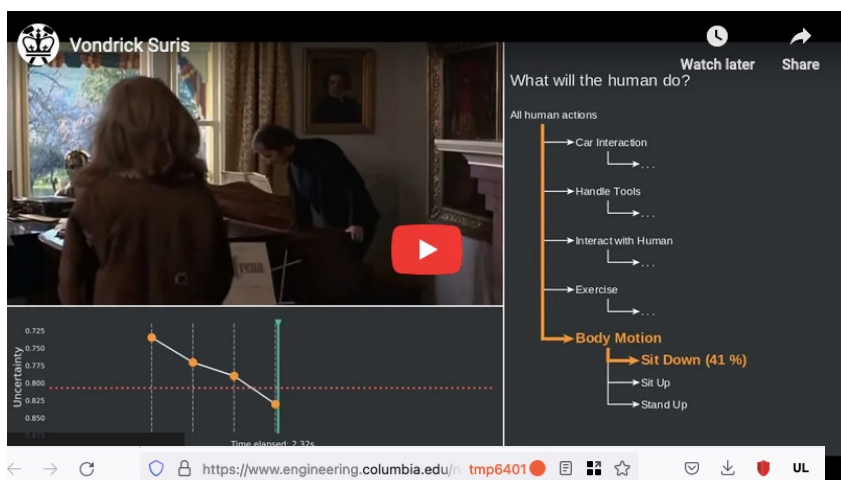 Vondrick Suris
Watch later
Share
What will the human do?
All human actions
Car Interaction
...
Handle Tools
...
Interact with Human
...
Exercise
...
Body Motion
Sit Down (41 %)
Sit Up
Stand Up
Uncertainty
0.725
0.750
0.775
0.800
0.825
0.850
0.875
Time elapsed: 2.32s
https://www.engineering.columbia.edu/n
tmp6401
UL